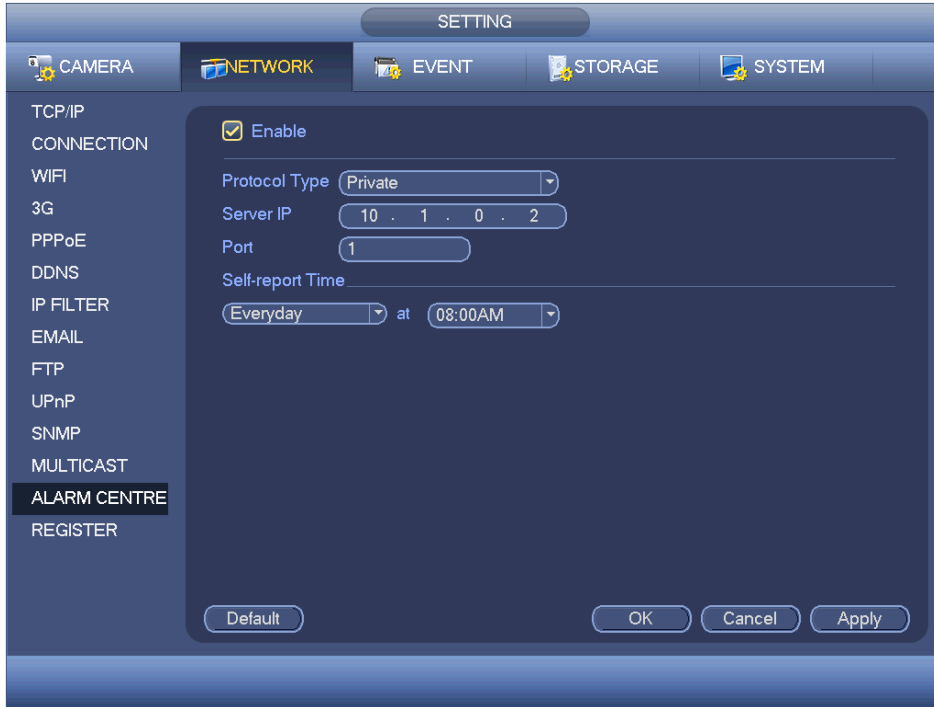 SETTING
CAMERA NETWORK EVENT STORAGE SYSTEM
TCP/IP
CONNECTION
WIFI
3G
PPPoE
DDNS
IP FILTER
EMAIL
FTP
UPnP
SNMP
MULTICAST
ALARM CENTRE
REGISTER
Enable
Protocol Type Private
Server IP 10 . 1 . 0 . 2
Port 1
Self-report Time
Everyday at 08:00AM
Default OK Cancel Apply